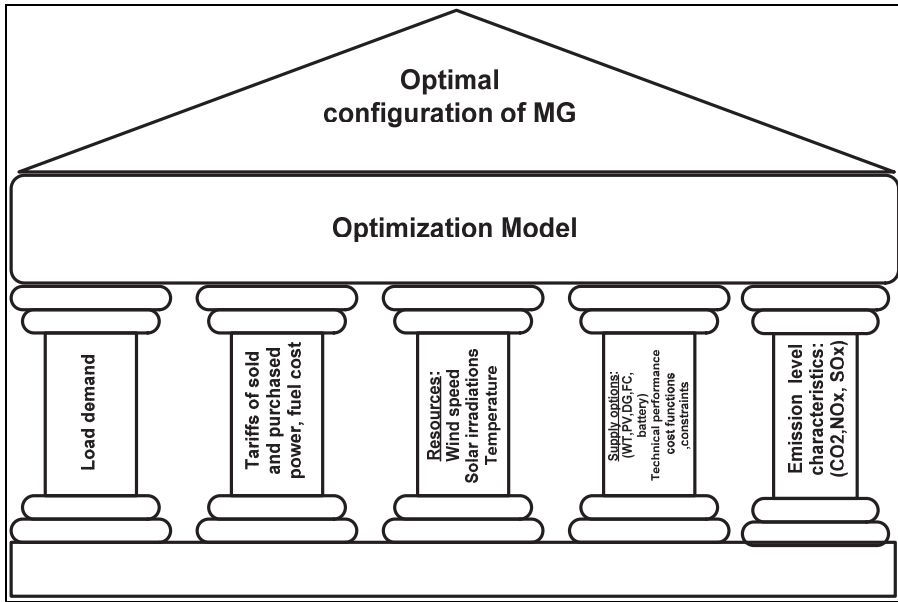 Optimal
configuration of MG
Optimization Model
Load demand
Tariffs of sold
and purchased
power, fuel cost
Resources:
Wind speed
Solar irradiations
Temperature
Supply options:
(WT,PV,DG,FC,
battery)
Technical performance
cost functions
,constraints
Emission level
characteristics:
(CO2,NOx, SOx)